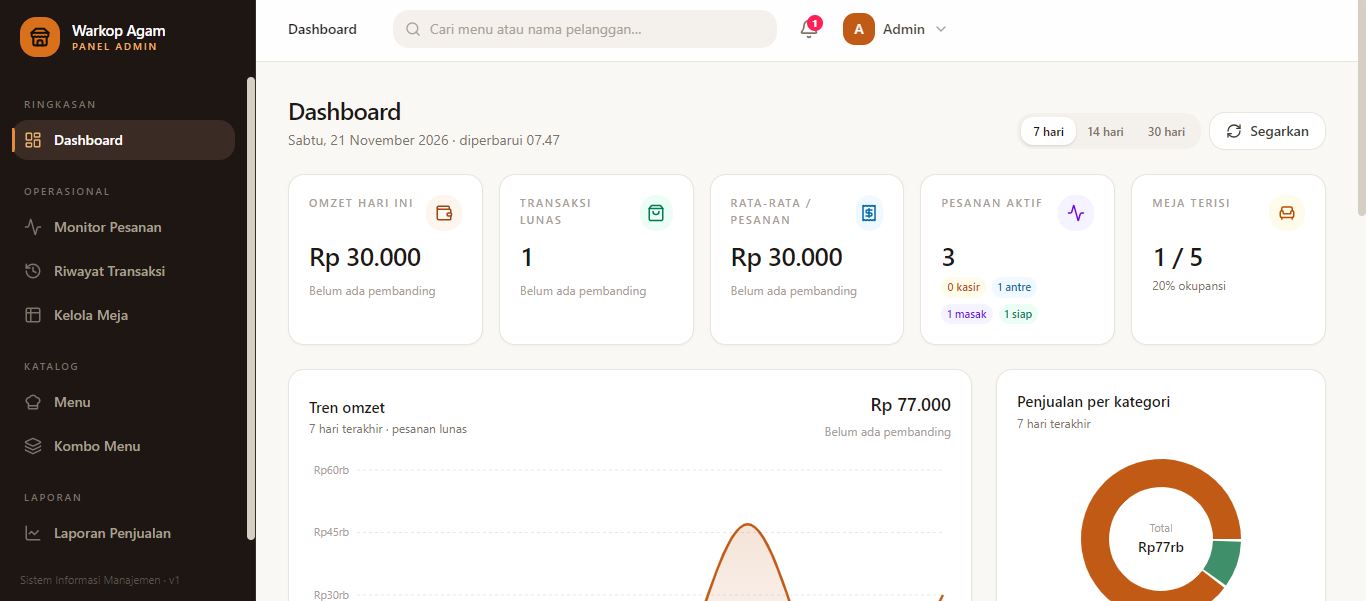 Warkop Agam
PANEL ADMIN
RINGKASAN
Dashboard
OPERASIONAL
Monitor Pesanan
Riwayat Transaksi
Kelola Meja
KATALOG
Menu
Kombo Menu
LAPORAN
Laporan Penjualan
Sistem Informasi Manajemen · v1
Dashboard
Cari menu atau nama pelanggan...
1
A
Admin
Dashboard
Sabtu, 21 November 2026 · diperbarui 07.47
7 hari
14 hari
30 hari
Segarkan
OMZET HARI INI
Rp 30.000
Belum ada pembanding
TRANSAKSI
LUNAS
1
Belum ada pembanding
RATA-RATA /
PESANAN
Rp 30.000
Belum ada pembanding
PESANAN AKTIF
3
0 kasir
1 antre
1 masak
1 siap
MEJA TERISI
1 / 5
20% okupansi
Tren omzet
7 hari terakhir · pesanan lunas
Rp 77.000
Belum ada pembanding
Rp60rb
Rp45rb
Rp30rb
Penjualan per kategori
7 hari terakhir
Total
Rp77rb